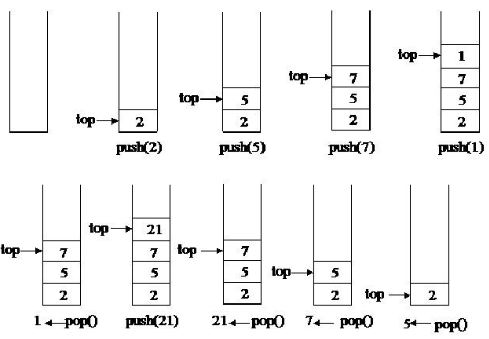 top 1
top 7 7
top 5 5 5
top 2 2 2 2
push(2) push(5) push(7) push(1)
top 21
top 7 7 top 7
5 5 5 top 5
2 2 2 2 top 2
1 pop() push(21) 21 pop() 7 pop() 5 pop()